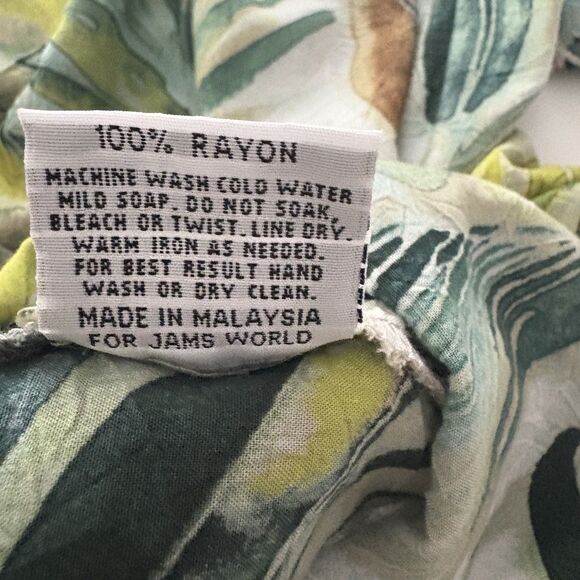 100% RAYON
MACHINE WASH COLD WATER
MILD SOAP. DO NOT SOAK,
BLEACH OR TWIST. LINE DRY.
WARM IRON AS NEEDED.
FOR BEST RESULT HAND
WASH OR DRY CLEAN.
MADE IN MALAYSIA
FOR JAMS WORLD